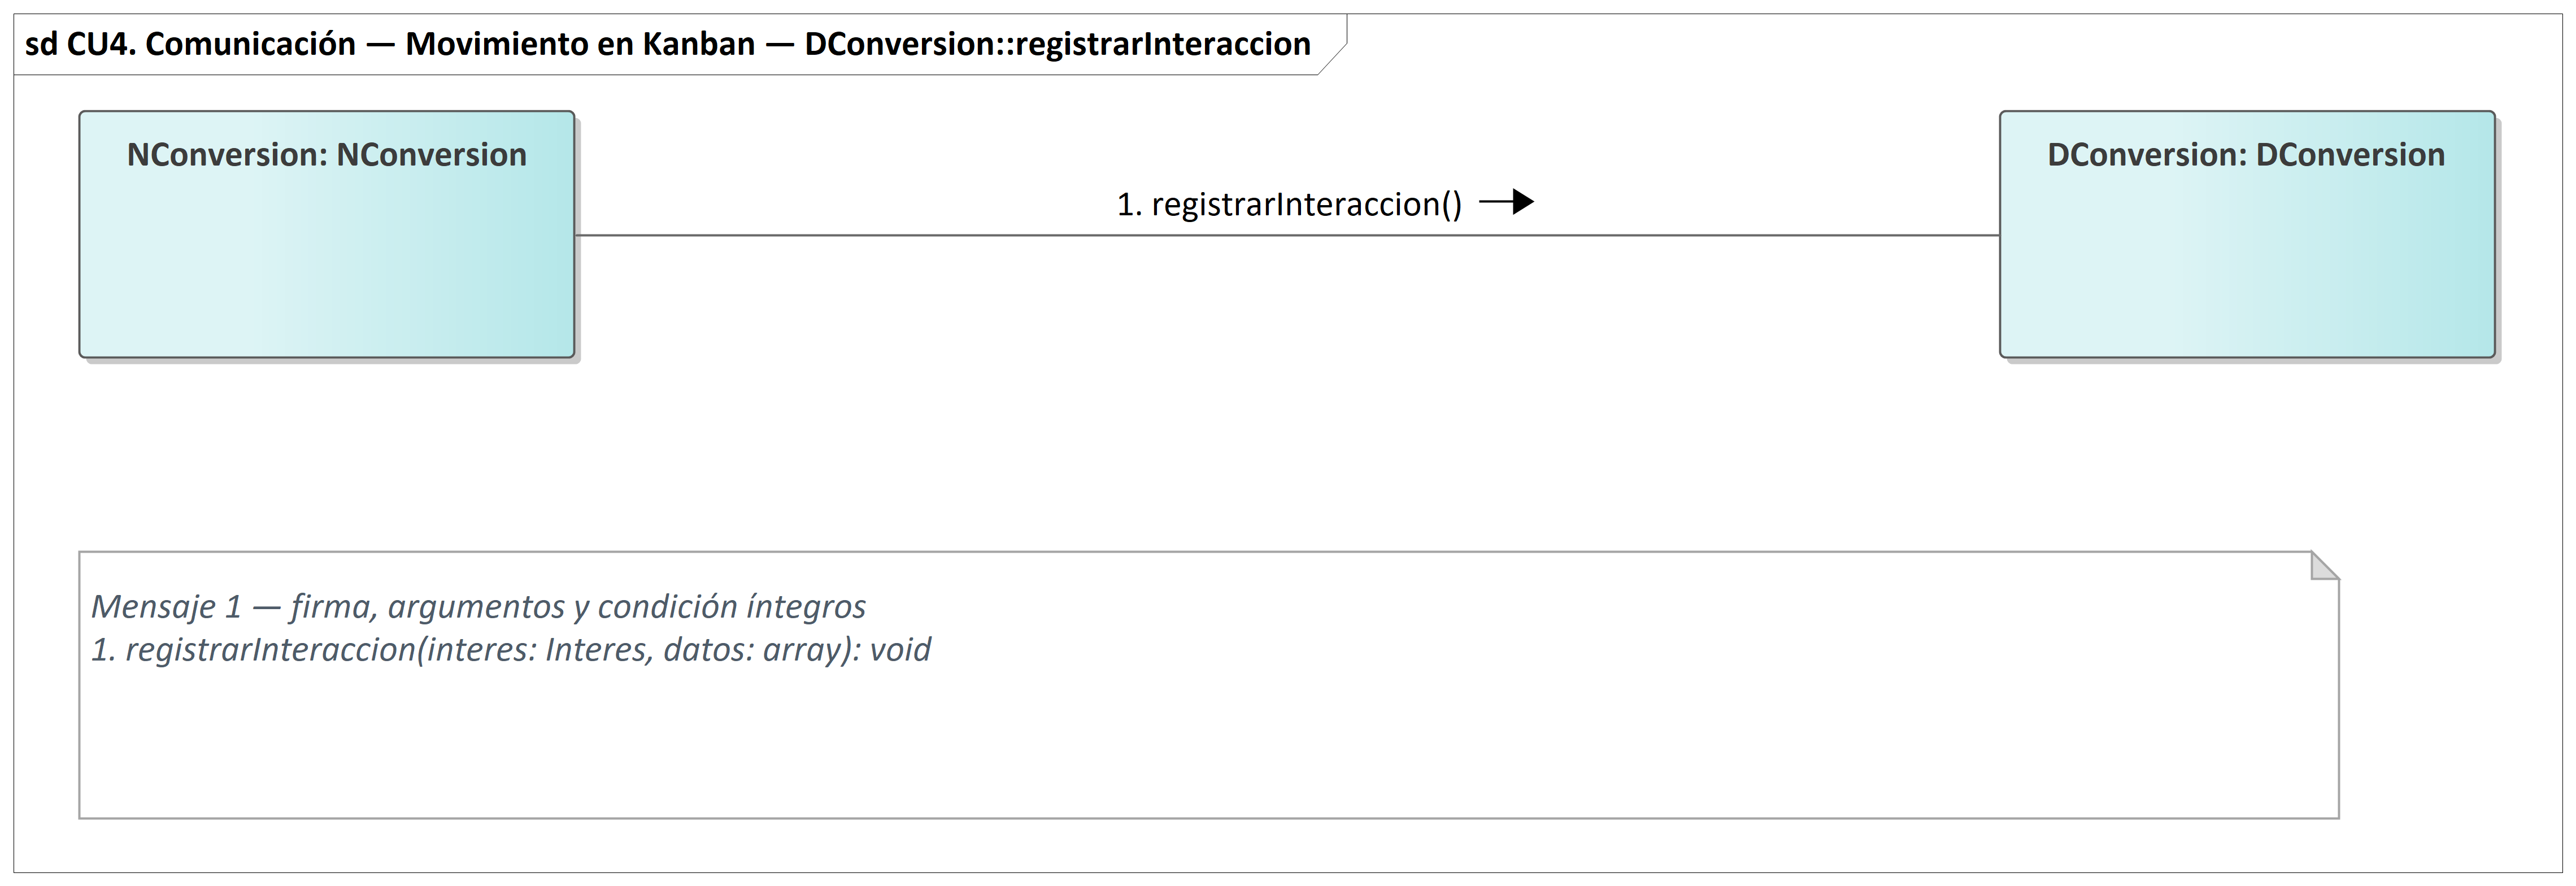 sd CU4. Comunicación — Movimiento en Kanban — DConversion::registrarInteraccion
NConversion: NConversion
DConversion: DConversion
1. registrarInteraccion()
Mensaje 1 — firma, argumentos y condición íntegros
1. registrarInteraccion(interes: Interes, datos: array): void